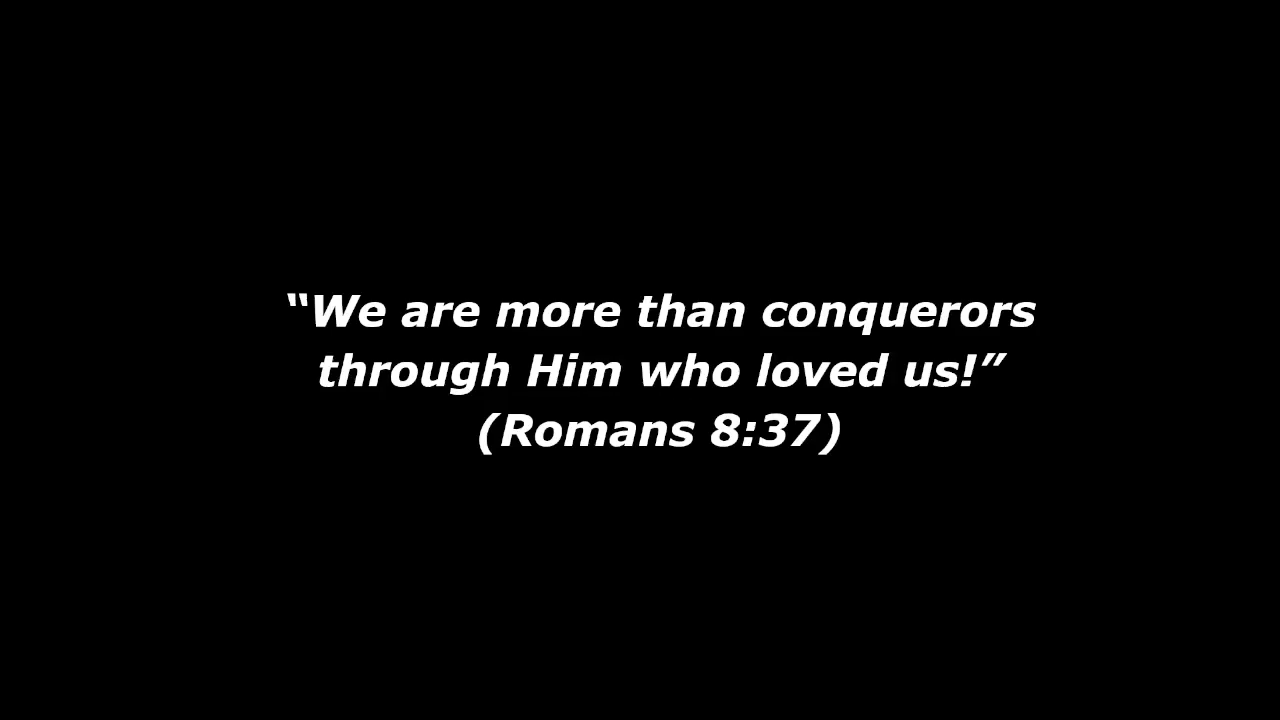 “We are more than conquerors
through Him who loved us!”
(Romans 8:37)